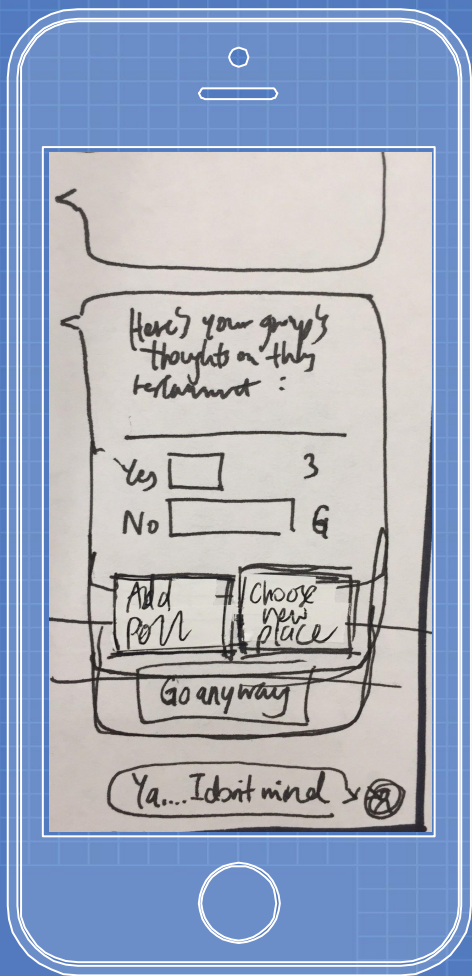 Here's your group's
thoughts on this
restaurant :
Yes 3
No 6
Add
Poll
Choose
new
place
Go anyway
Ya....I don't mind